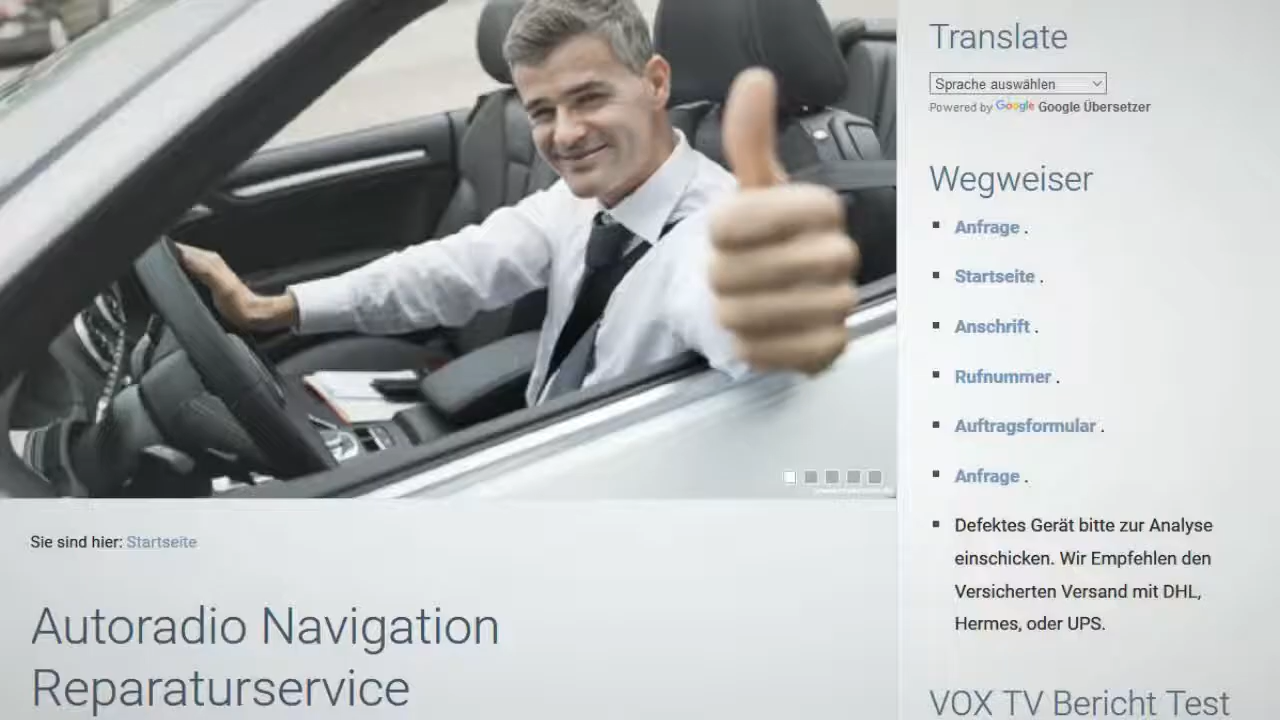 Translate
Sprache auswählen
Powered by Google Google Übersetzer
Wegweiser
Anfrage .
Startseite .
Anschrift .
Rufnummer .
Auftragsformular .
Anfrage .
Defektes Gerät bitte zur Analyse
einschicken. Wir Empfehlen den
Versicherten Versand mit DHL,
Hermes, oder UPS.
VOX TV Bericht Test
Sie sind hier: Startseite
Autoradio Navigation
Reparaturservice